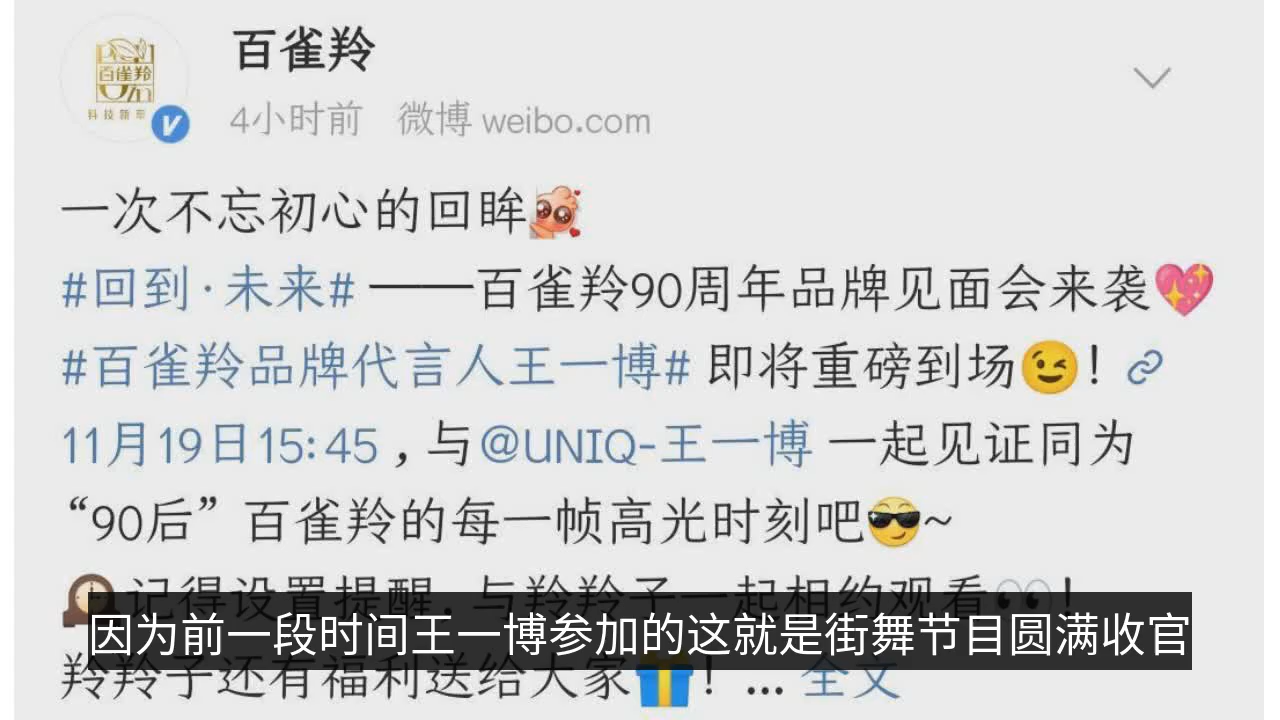 百雀羚
科技新草
百雀羚
4小时前 微博 weibo.com
一次不忘初心的回眸
#回到·未来# ——百雀羚90周年品牌见面会来袭
#百雀羚品牌代言人王一博# 即将重磅到场！
11月19日15:45，与@UNIQ-王一博 一起见证同为
“90后”百雀羚的每一帧高光时刻吧~
记得设置提醒，与羚羚子一起相约观看！
因为前一段时间王一博参加的这就是街舞节目圆满收官
羚羚子还有福利送给大家！... 全文